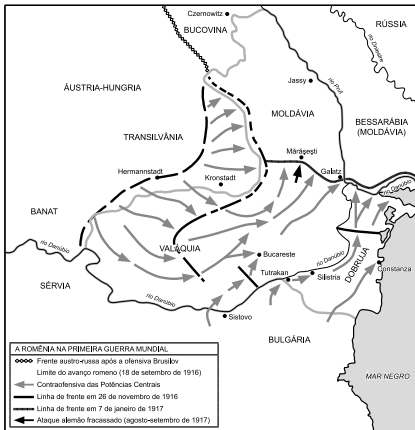 Czernowitz
BUCOVINA
RÚSSIA
rio Dniestre
ÁUSTRIA-HUNGRIA
Jassy
rio Prut
MOLDÁVIA
BESSARÁBIA
(MOLDÁVIA)
TRANSILVÂNIA
Mărăşeşti
Hermannstadt
Kronstadt
Galatz
rio Danúbio
BANAT
VALÁQUIA
rio Danúbio
Bucareste
DOBRUJA
Constanza
SÉRVIA
Tutrakan
Silistria
rio Danúbio
rio Danúbio
Sistovo
BULGÁRIA
MAR NEGRO
A ROMÊNIA NA PRIMEIRA GUERRA MUNDIAL
Frente austro-russa após a ofensiva Brusilov
Limite do avanço romeno (18 de setembro de 1916)
Contraofensiva das Potências Centrais
Linha de frente em 26 de novembro de 1916
Linha de frente em 7 de janeiro de 1917
Ataque alemão fracassado (agosto-setembro de 1917)